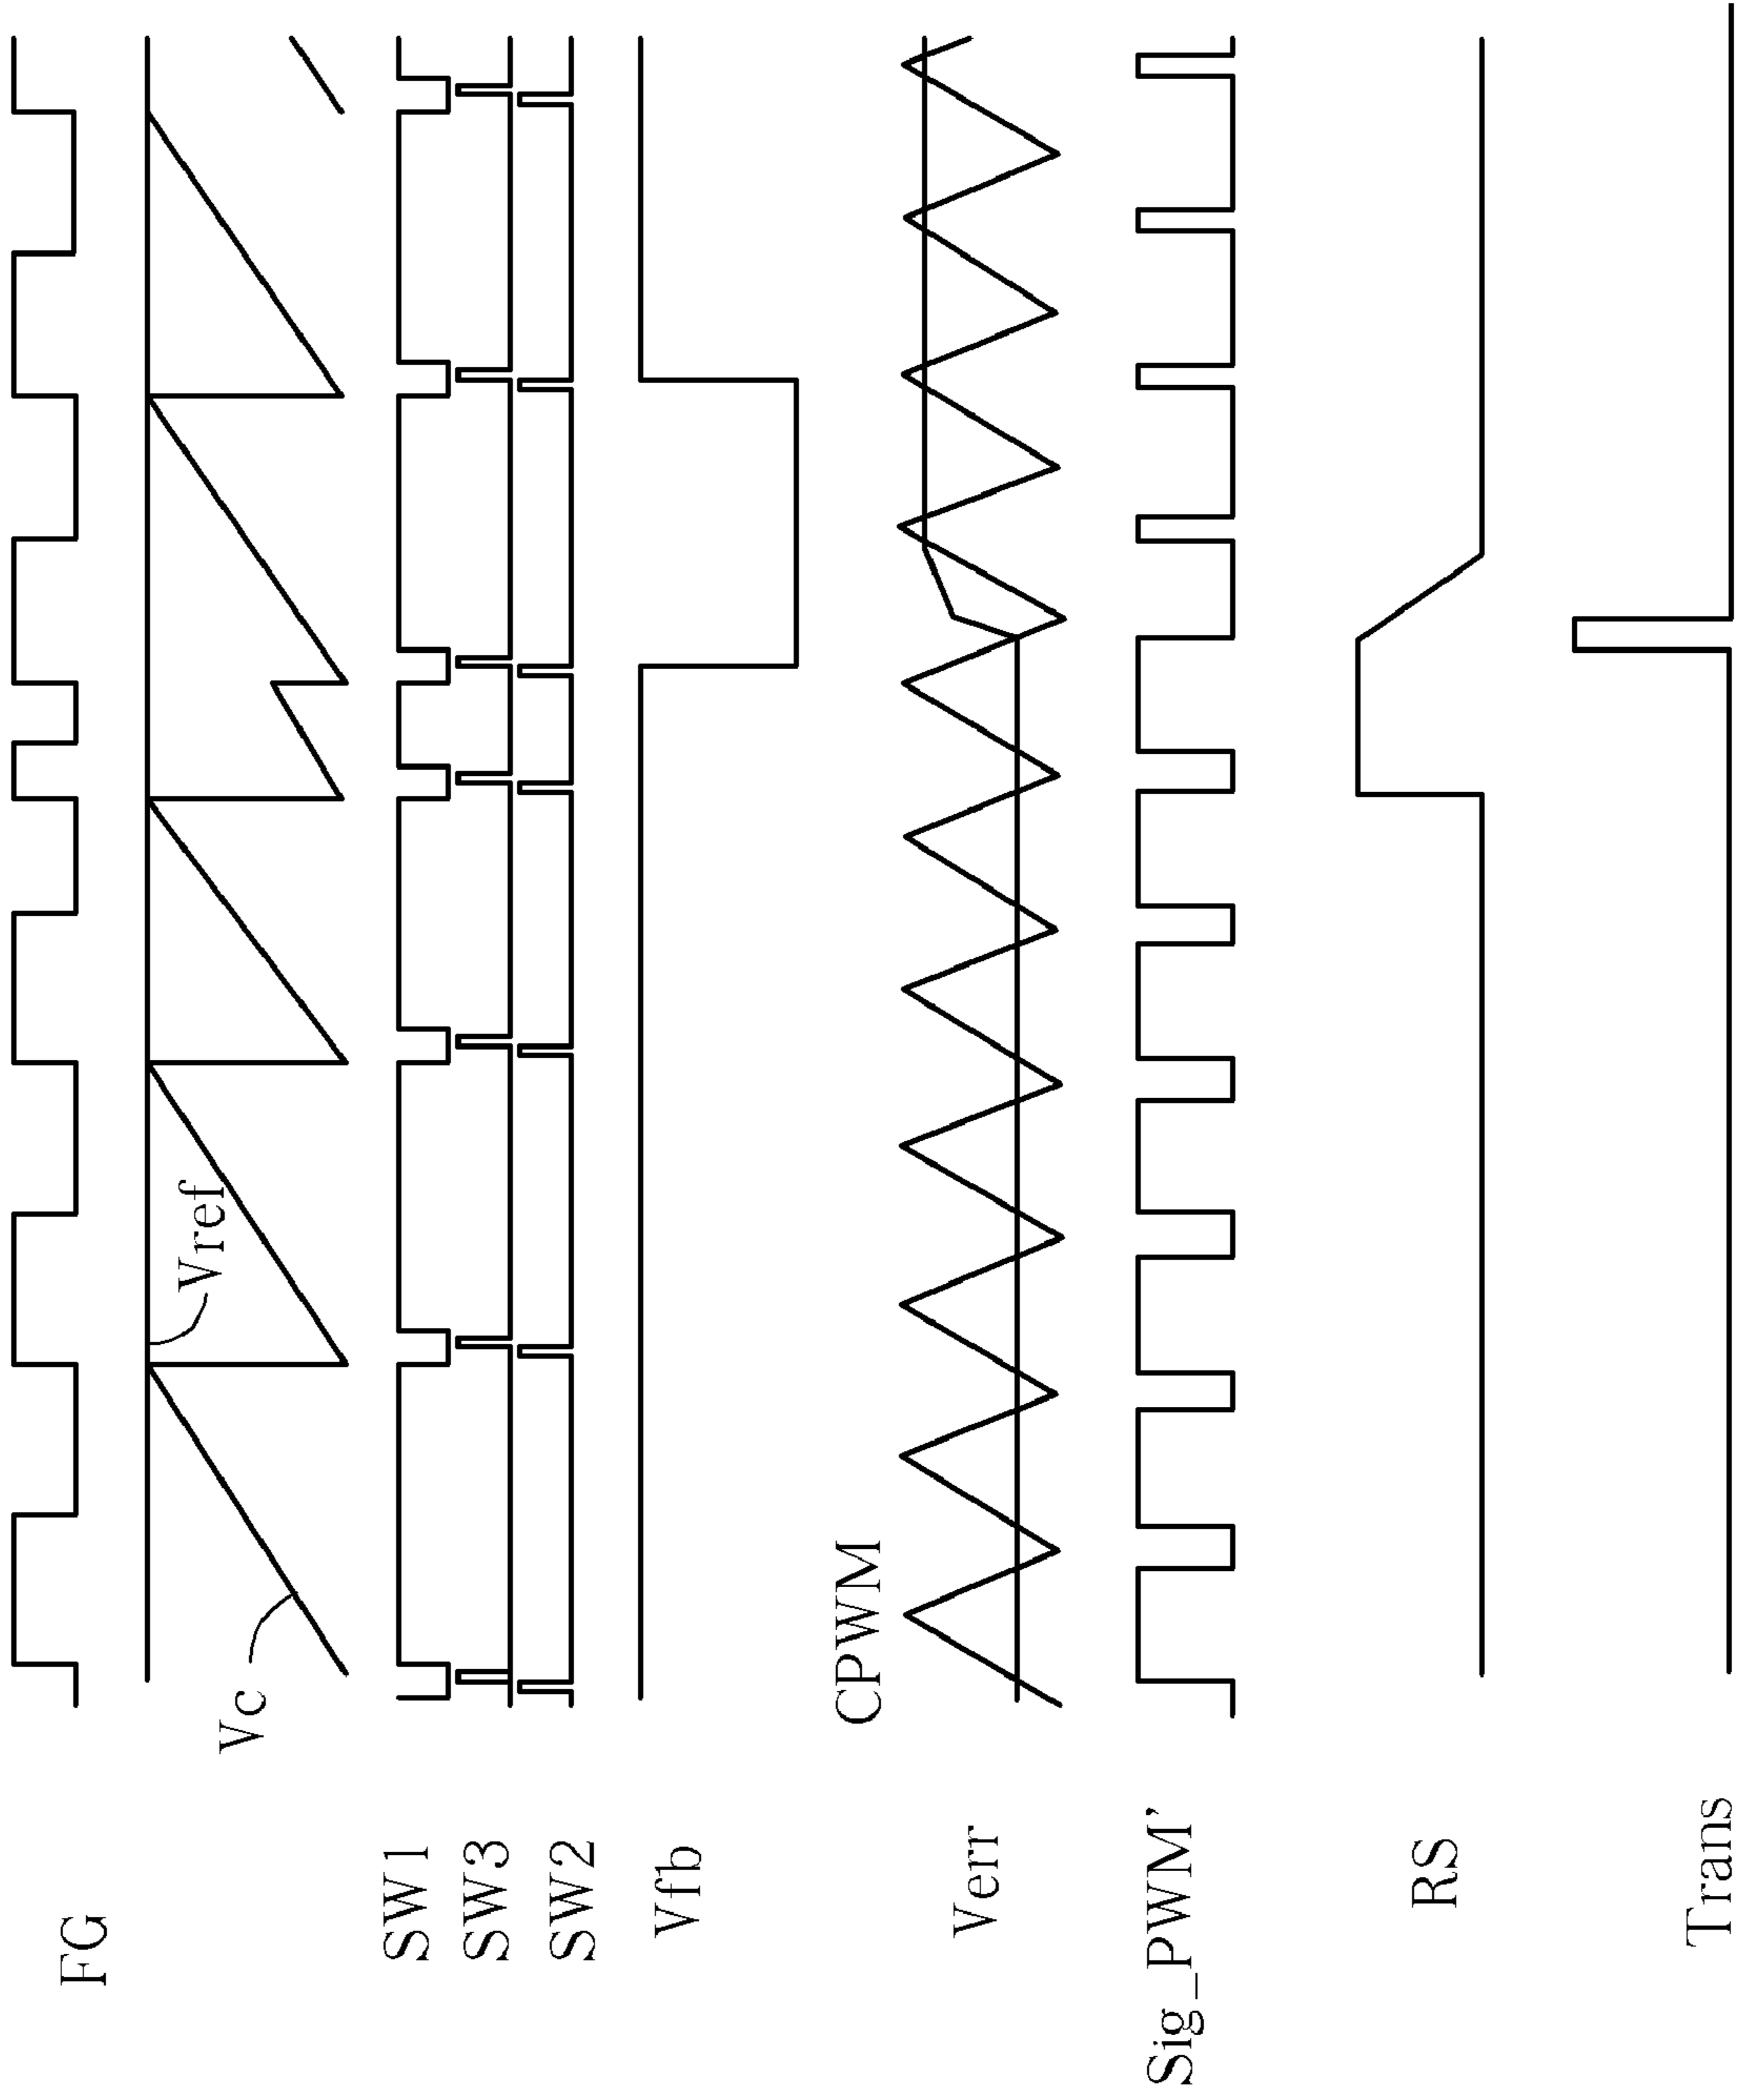 FG
Vref
Vc
SW1
SW3
SW2
Vfb
CPWM
Verr
Sig_PWM'
RS
Trans